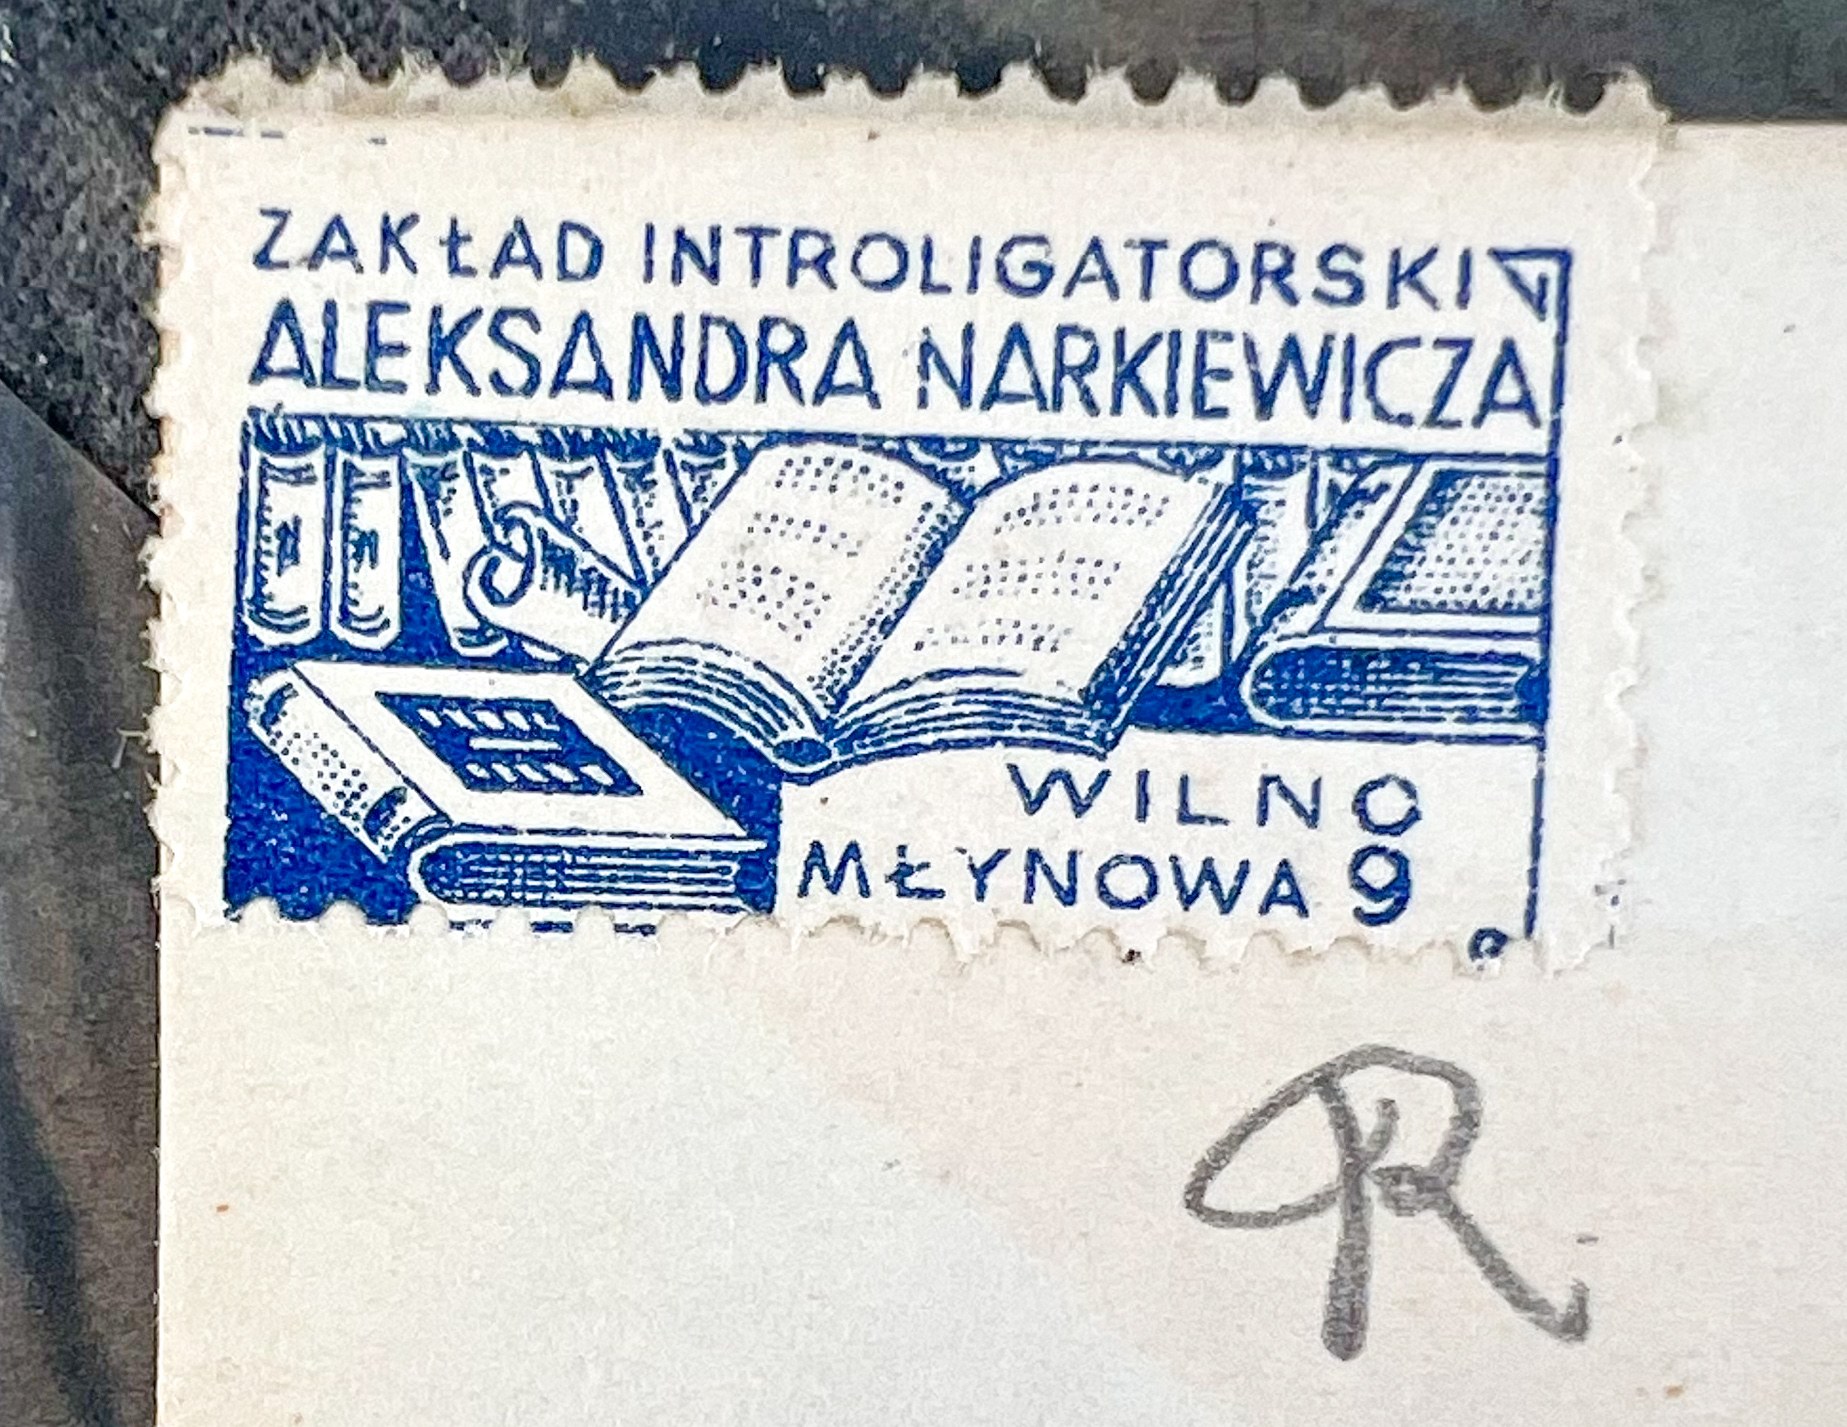 ZAKŁAD INTROLIGATORSKI
ALEKSANDRA NARKIEWICZA
WILNO
MŁYNOWA 9
R